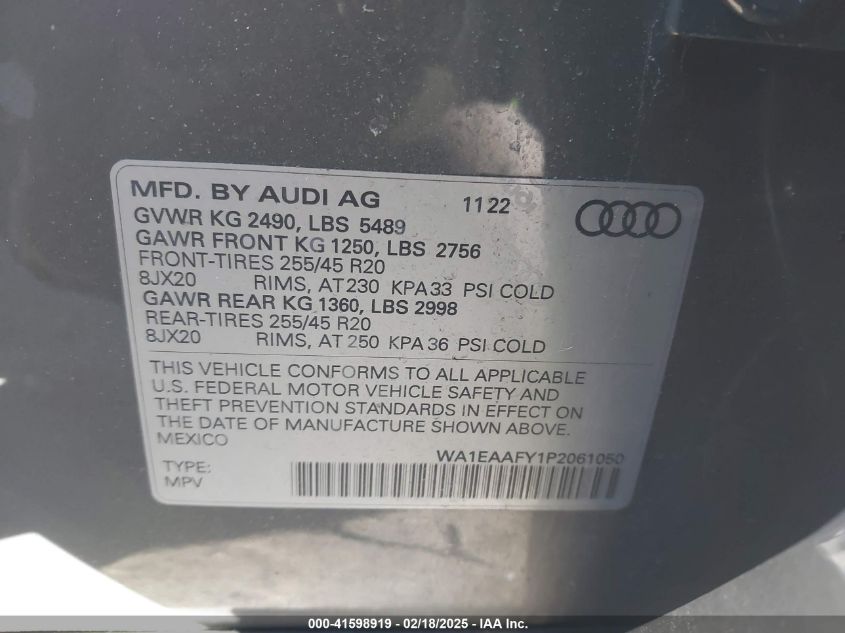 MFD. BY AUDI AG 11 22
GVWR KG 2490, LBS 5489
GAWR FRONT KG 1250, LBS 2756
FRONT-TIRES 255/45 R20
8JX20 RIMS, AT 230 KPA 33 PSI COLD
GAWR REAR KG 1360, LBS 2998
REAR-TIRES 255/45 R20
8JX20 RIMS, AT 250 KPA 36 PSI COLD
THIS VEHICLE CONFORMS TO ALL APPLICABLE
U.S. FEDERAL MOTOR VEHICLE SAFETY AND
THEFT PREVENTION STANDARDS IN EFFECT ON
THE DATE OF MANUFACTURE SHOWN ABOVE.
MEXICO
WA1EAAFY1P2061050
TYPE:
MPV
000-41598919 - 02/18/2025 - IAA Inc.